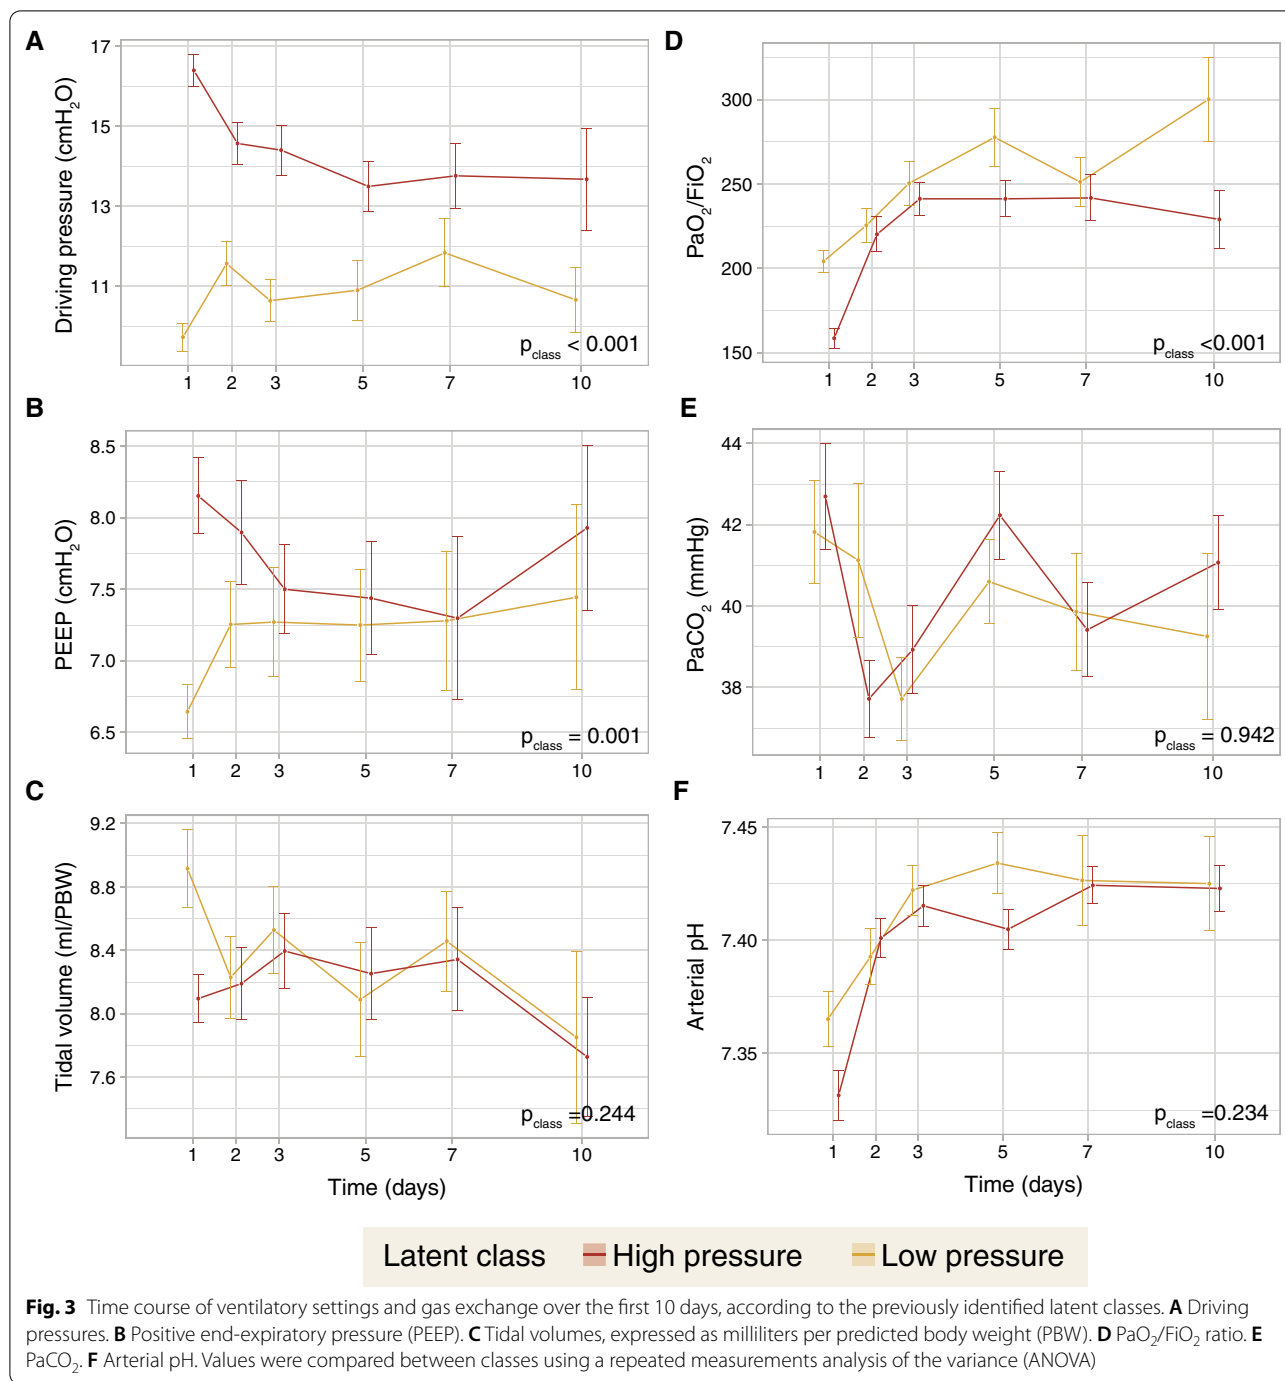 A
17
15
13
11
Driving pressure (cmH2O)
pclass < 0.001
1 2 3 5 7 10
D
300
250
200
150
PaO2/FiO2
pclass <0.001
1 2 3 5 7 10
B
8.5
8.0
7.5
7.0
6.5
PEEP (cmH2O)
pclass = 0.001
1 2 3 5 7 10
E
44
42
40
38
PaCO2 (mmHg)
pclass = 0.942
1 2 3 5 7 10
C
9.2
8.8
8.4
8.0
7.6
Tidal volume (ml/PBW)
pclass =0.244
1 2 3 5 7 10
Time (days)
F
7.45
7.40
7.35
Arterial pH
pclass =0.234
1 2 3 5 7 10
Time (days)
Latent class High pressure Low pressure
Fig. 3 Time course of ventilatory settings and gas exchange over the first 10 days, according to the previously identified latent classes. A Driving
pressures. B Positive end-expiratory pressure (PEEP). C Tidal volumes, expressed as milliliters per predicted body weight (PBW). D PaO2/FiO2 ratio. E
PaCO2. F Arterial pH. Values were compared between classes using a repeated measurements analysis of the variance (ANOVA)